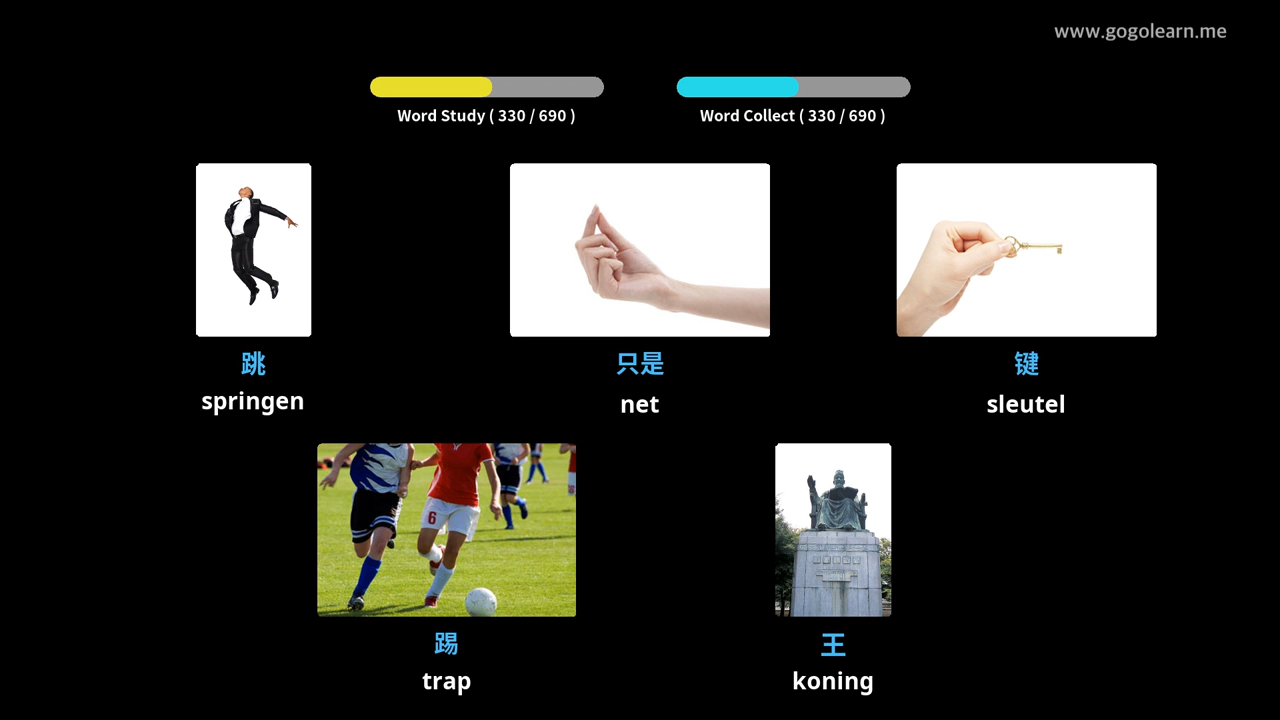 www.gogolearn.me
Word Study ( 330 / 690 )
Word Collect ( 330 / 690 )
跳
springen
只是
net
键
sleutel
踢
trap
王
koning
6